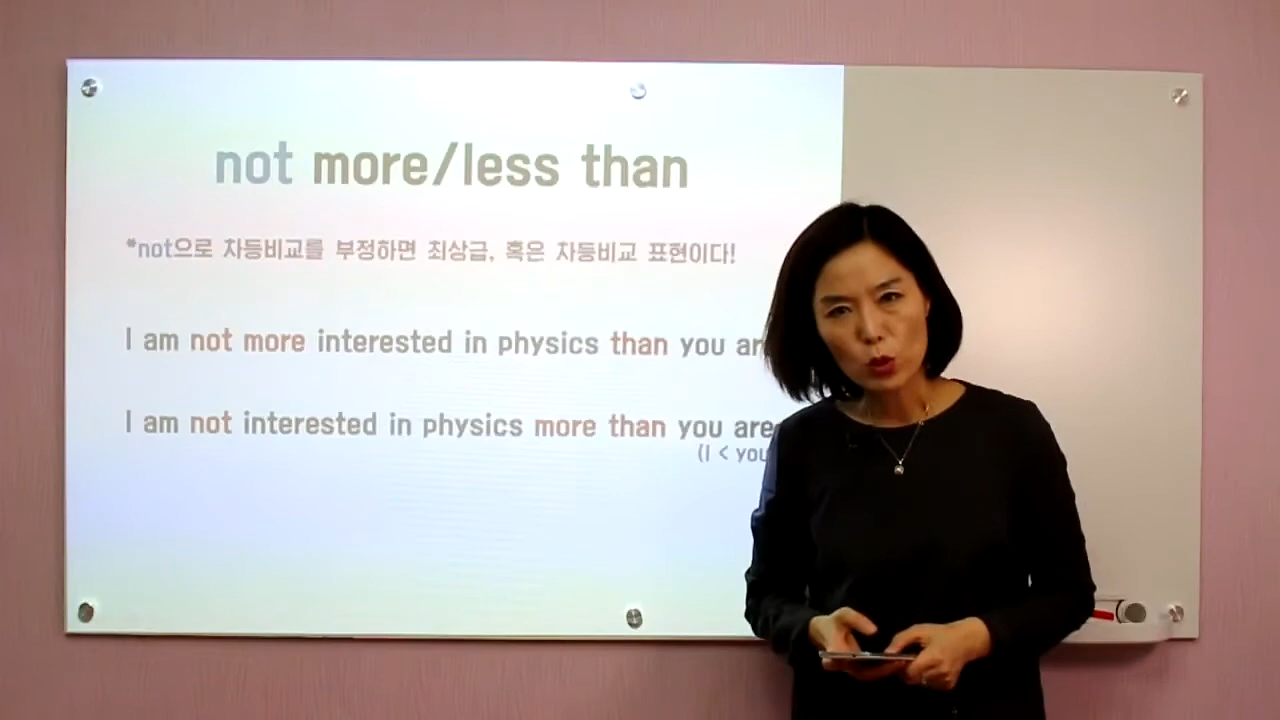 not more/less than
*not으로 차등비교를 부정하면 최상급, 혹은 차등비교 표현이다!
I am not more interested in physics than you
I am not interested in physics more than you are
(I < you